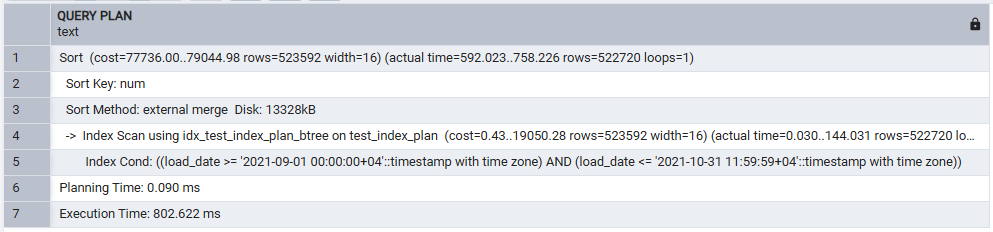 QUERY PLAN
text
1 Sort (cost=77736.00..79044.98 rows=523592 width=16) (actual time=592.023..758.226 rows=522720 loops=1)
2 Sort Key: num
3 Sort Method: external merge Disk: 13328kB
4 -> Index Scan using idx_test_index_plan_btree on test_index_plan (cost=0.43..19050.28 rows=523592 width=16) (actual time=0.030..144.031 rows=522720 lo...
5 Index Cond: ((load_date >= '2021-09-01 00:00:00+04'::timestamp with time zone) AND (load_date <= '2021-10-31 11:59:59+04'::timestamp with time zone))
6 Planning Time: 0.090 ms
7 Execution Time: 802.622 ms